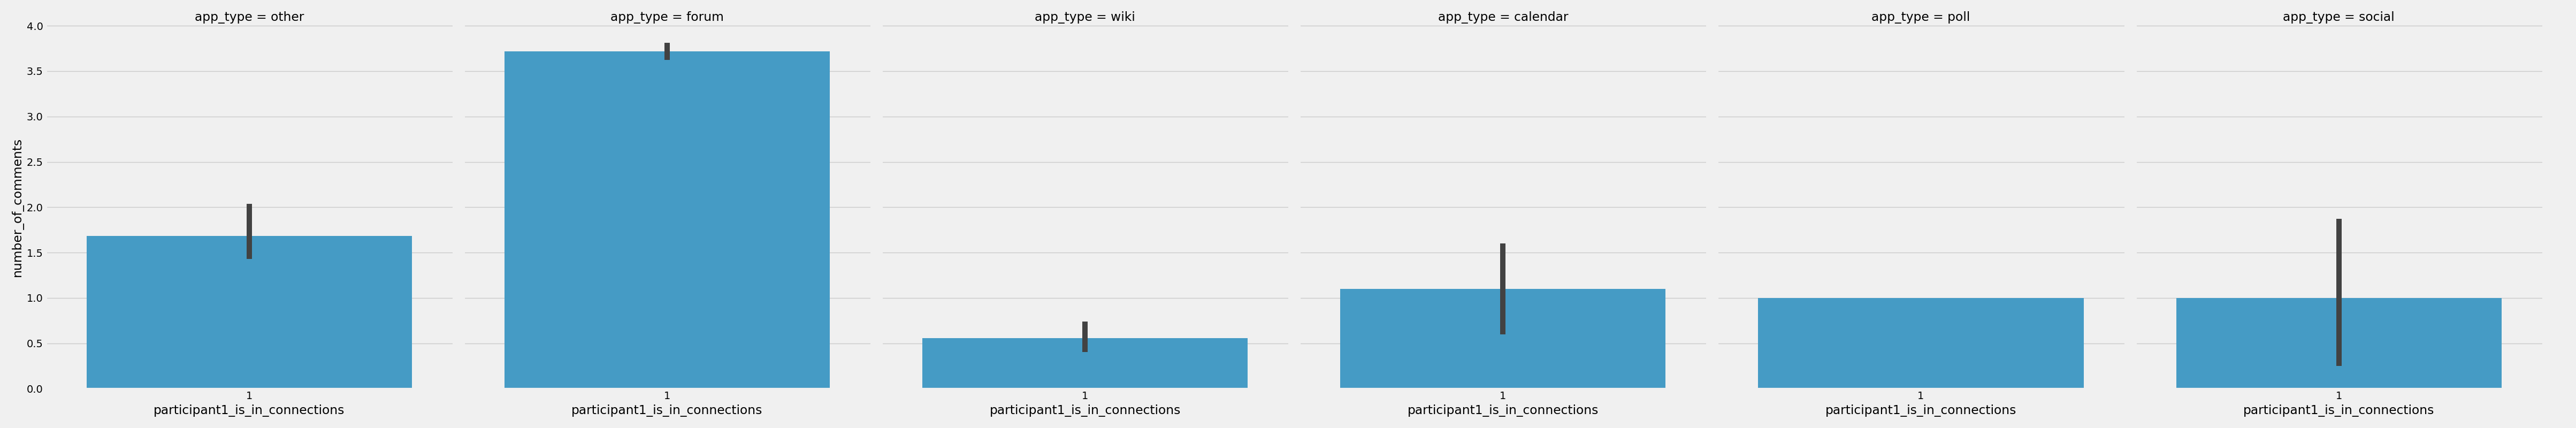 app_type = other
app_type = forum
app_type = wiki
app_type = calendar
app_type = poll
app_type = social
number_of_comments
4.0
3.5
3.0
2.5
2.0
1.5
1.0
0.5
0.0
1
1
1
1
1
1
participant1_is_in_connections
participant1_is_in_connections
participant1_is_in_connections
participant1_is_in_connections
participant1_is_in_connections
participant1_is_in_connections